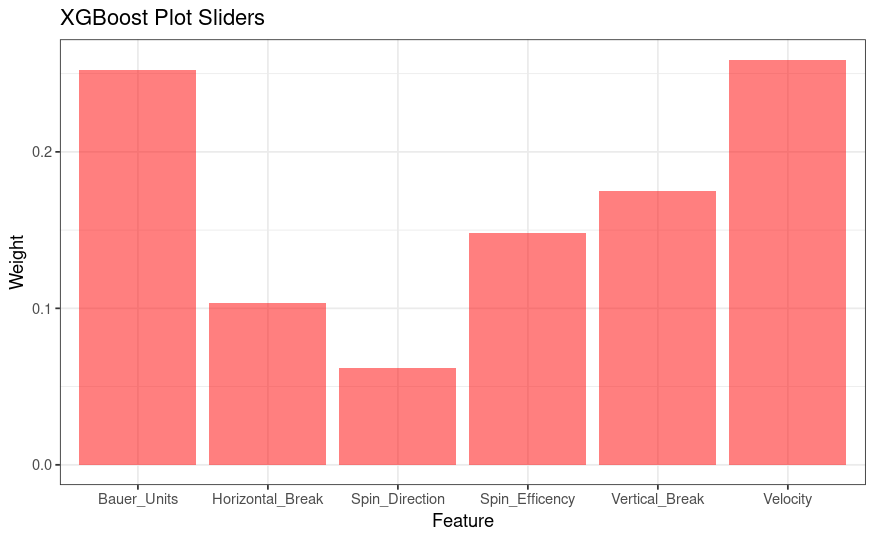 XGBoost Plot Sliders
Weight
0.2
0.1
0.0
Bauer_Units Horizontal_Break Spin_Direction Spin_Efficency Vertical_Break Velocity
Feature